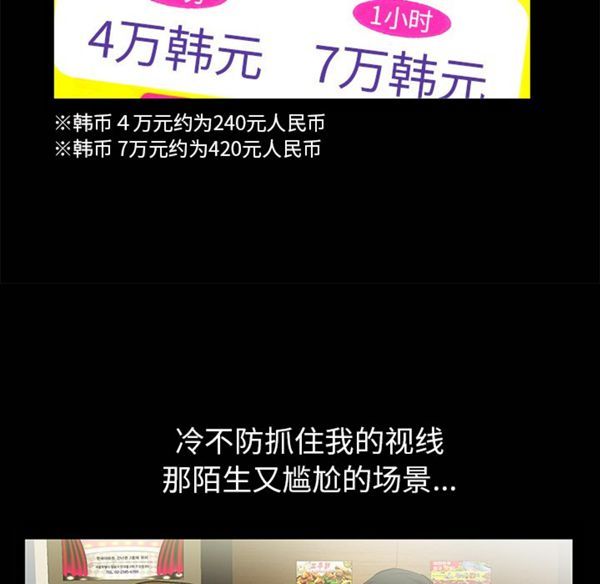 1小时
4万韩元
7万韩元
※韩币４万元约为240元人民币
※韩币 7万元约为420元人民币
冷不防抓住我的视线
那陌生又尴尬的场景...